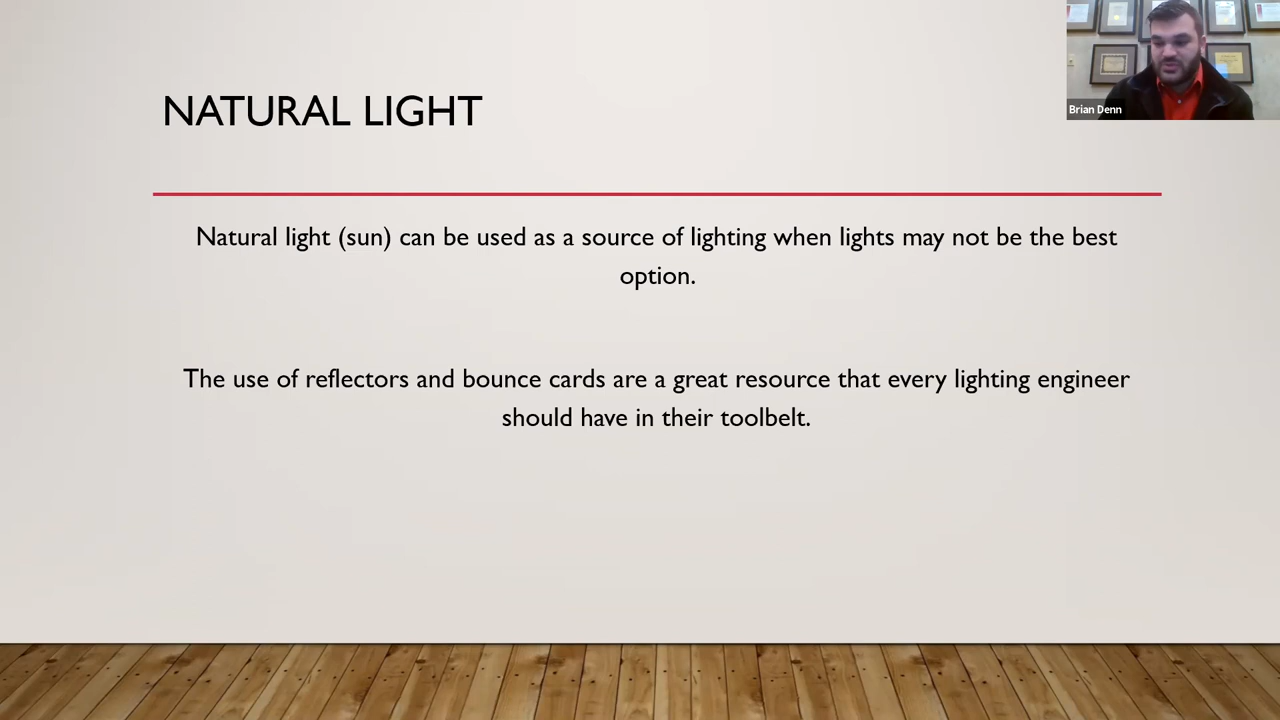 NATURAL LIGHT
Brian Denn
Natural light (sun) can be used as a source of lighting when lights may not be the best
option.
The use of reflectors and bounce cards are a great resource that every lighting engineer
should have in their toolbelt.